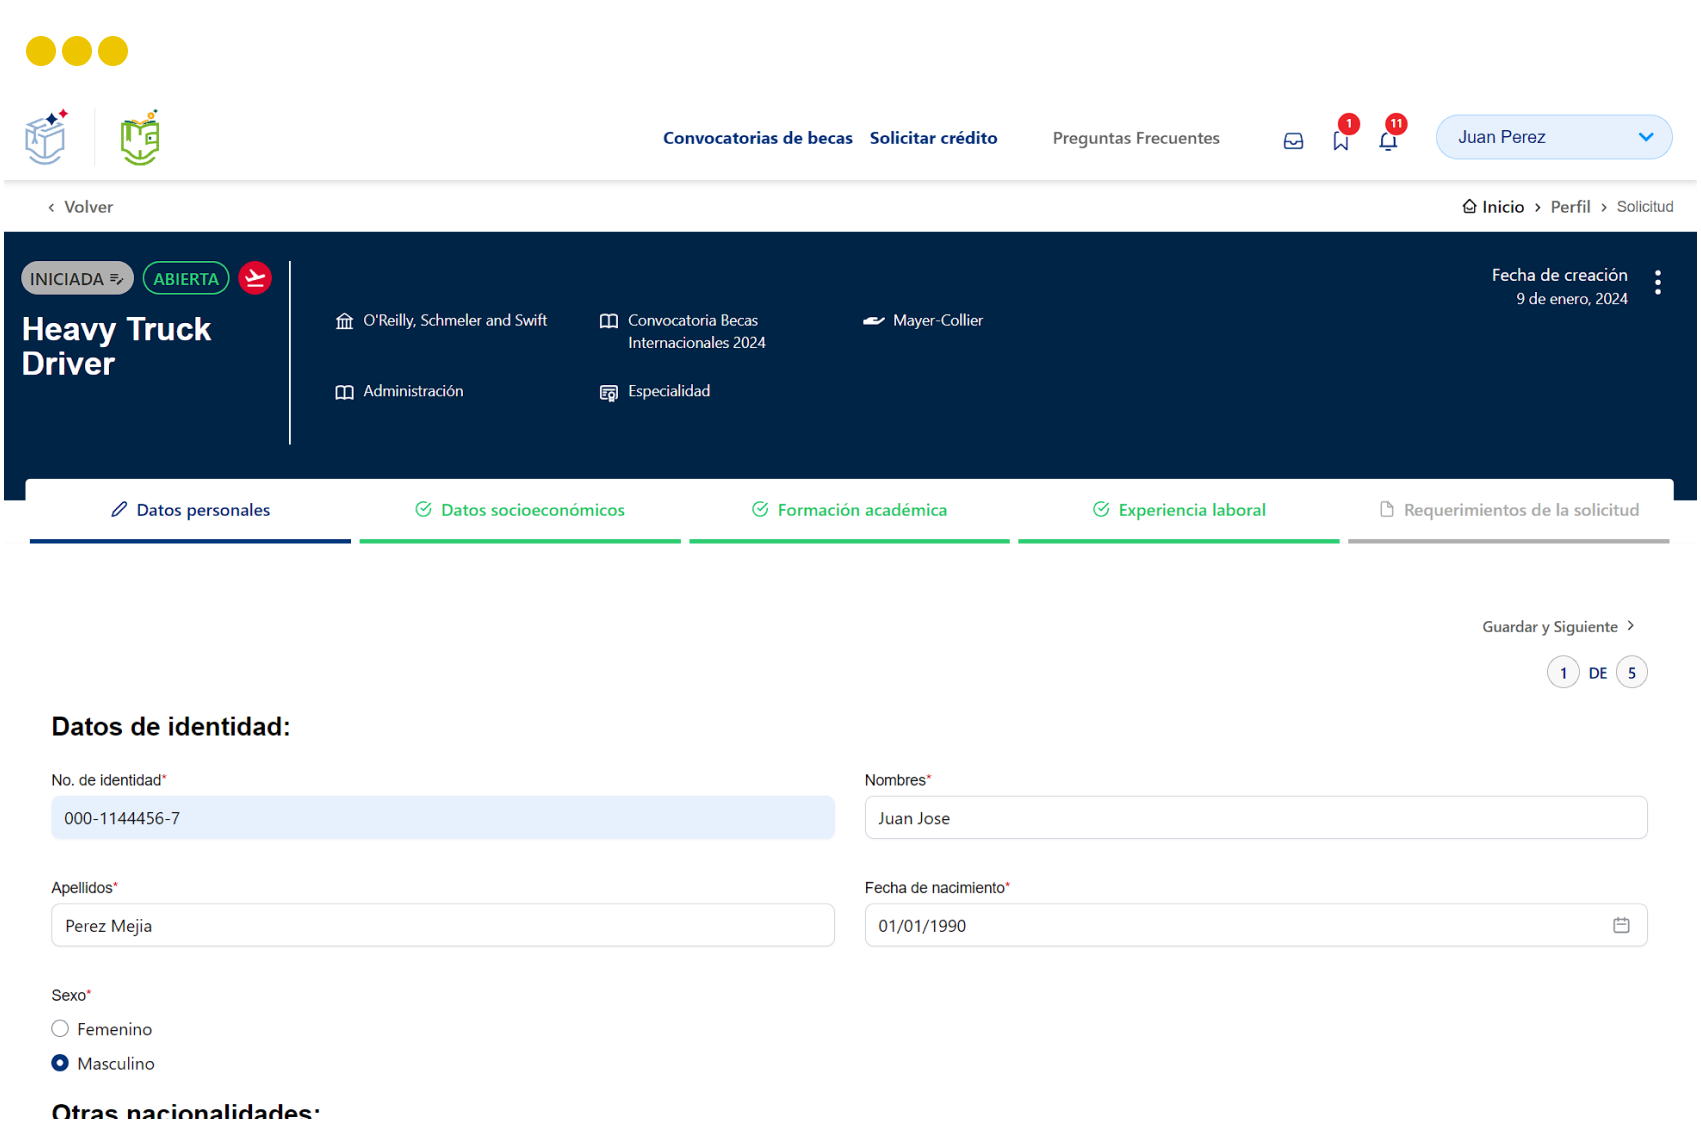 Convocatorias de becas Solicitar crédito Preguntas Frecuentes 1 11 Juan Perez
Volver
Inicio > Perfil > Solicitud
INICIADA ABIERTA
Heavy Truck
Driver
O'Reilly, Schmeler and Swift
Convocatoria Becas
Internacionales 2024
Mayer-Collier
Administración
Especialidad
Fecha de creación
9 de enero, 2024
Datos personales
Datos socioeconómicos
Formación académica
Experiencia laboral
Requerimientos de la solicitud
Guardar y Siguiente
1 DE 5
Datos de identidad:
No. de identidad*
000-1144456-7
Nombres*
Juan Jose
Apellidos*
Perez Mejia
Fecha de nacimiento*
01/01/1990
Sexo*
Femenino
Masculino
Otras nacionalidades: